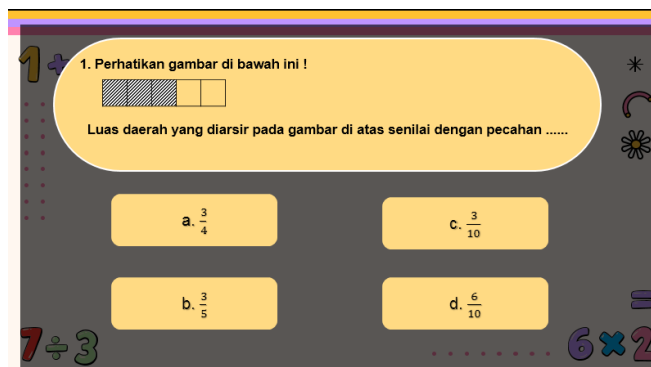 1. Perhatikan gambar di bawah ini !
Luas daerah yang diarsir pada gambar di atas senilai dengan pecahan ......
a. 3/4
c. 3/10
b. 3/5
d. 6/10
1+
7÷3
6×2